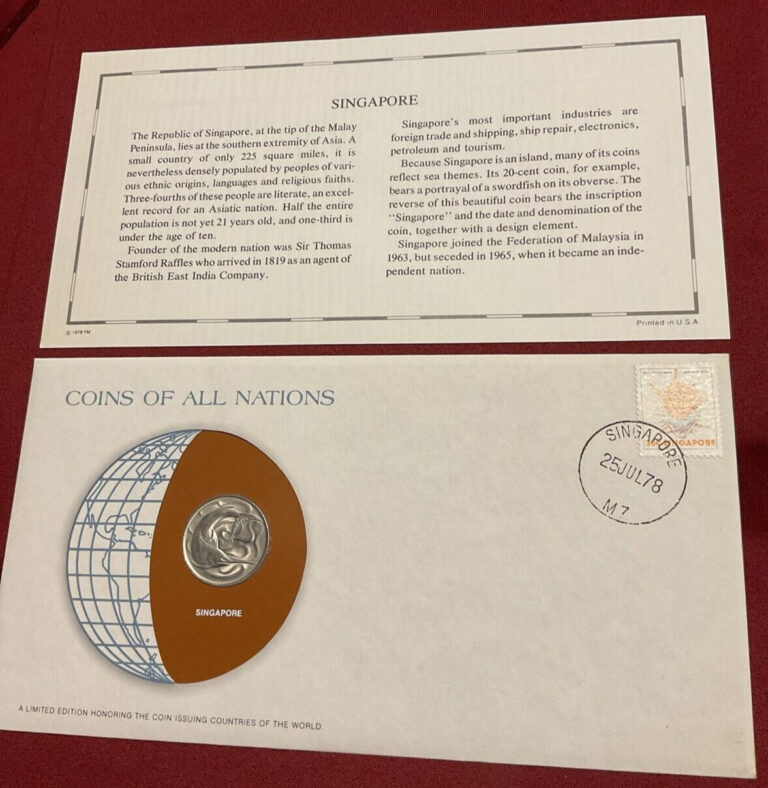 SINGAPORE
The Republic of Singapore, at the tip of the Malay
Peninsula, lies at the southern extremity of Asia. A
small country of only 225 square miles, it is
nevertheless densely populated by peoples of vari-
ous ethnic origins, languages and religious faiths.
Three-fourths of these people are literate, an excel-
lent record for an Asiatic nation. Half the entire
population is not yet 21 years old, and one-third is
under the age of ten.
Founder of the modern nation was Sir Thomas
Stamford Raffles who arrived in 1819 as an agent of
the British East India Company.
Singapore's most important industries are
foreign trade and shipping, ship repair, electronics,
petroleum and tourism.
Because Singapore is an island, many of its coins
reflect sea themes. Its 20-cent coin, for example,
bears a portrayal of a swordfish on its obverse. The
reverse of this beautiful coin bears the inscription
"Singapore" and the date and denomination of the
coin, together with a design element.
Singapore joined the Federation of Malaysia in
1963, but seceded in 1965, when it became an inde-
pendent nation.
© 1978 FM
Printed in U S A
COINS OF ALL NATIONS
SINGAPORE
SINGAPORE
25JUL78
M7
SINGAPORE
A LIMITED EDITION HONORING THE COIN ISSUING COUNTRIES OF THE WORLD.